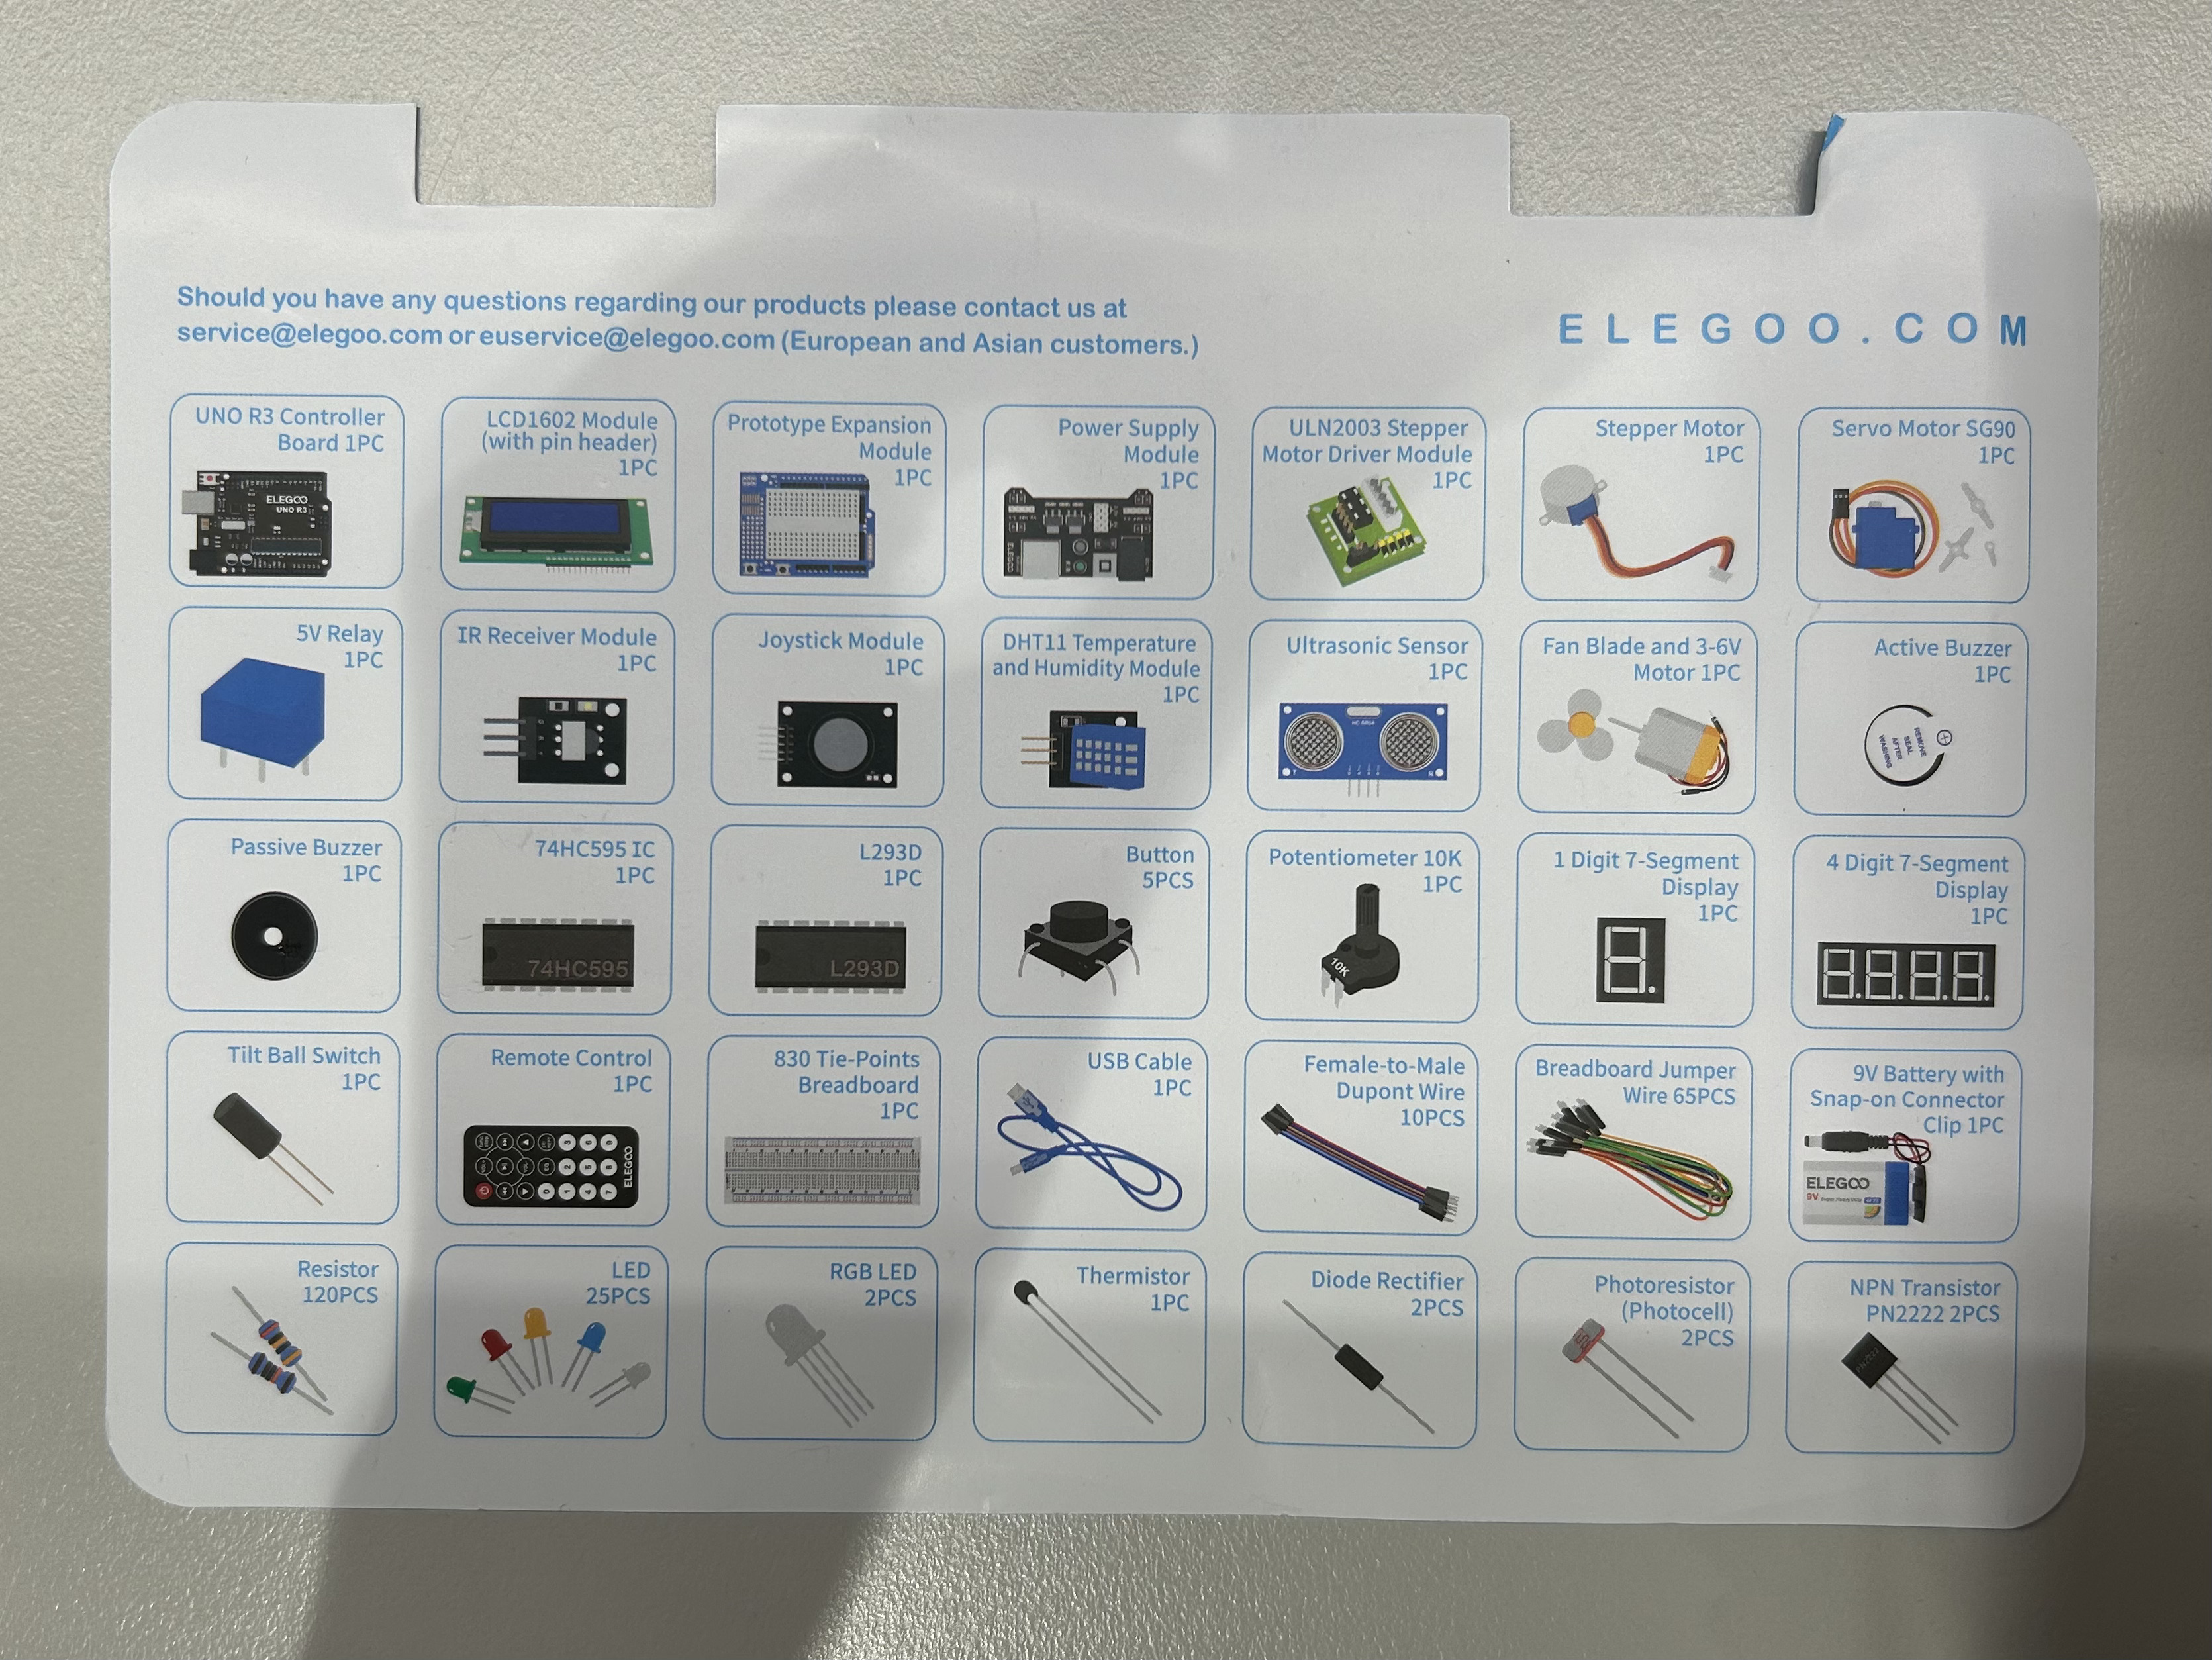 Should you have any questions regarding our products please contact us at
service@elegoo.com or euservice@elegoo.com (European and Asian customers.)
ELEGOO.COM
UNO R3 Controller
Board 1PC
ELEGOO
UNO R3
LCD1602 Module
(with pin header)
1PC
Prototype Expansion
Module
1PC
Power Supply
Module
1PC
ULN2003 Stepper
Motor Driver Module
1PC
Stepper Motor
1PC
Servo Motor SG90
1PC
5V Relay
1PC
IR Receiver Module
1PC
Joystick Module
1PC
DHT11 Temperature
and Humidity Module
1PC
Ultrasonic Sensor
1PC
Fan Blade and 3-6V
Motor 1PC
Active Buzzer
1PC
REMOVE
SEAL
AFTER
WASHING
Passive Buzzer
1PC
74HC595 IC
1PC
74HC595
L293D
1PC
L293D
Button
5PCS
Potentiometer 10K
1PC
10K
1 Digit 7-Segment
Display
1PC
4 Digit 7-Segment
Display
1PC
Tilt Ball Switch
1PC
Remote Control
1PC
ELEGOO
830 Tie-Points
Breadboard
1PC
USB Cable
1PC
Female-to-Male
Dupont Wire
10PCS
Breadboard Jumper
Wire 65PCS
9V Battery with
Snap-on Connector
Clip 1PC
ELEGOO
9V
Resistor
120PCS
LED
25PCS
RGB LED
2PCS
Thermistor
1PC
Diode Rectifier
2PCS
Photoresistor
(Photocell)
2PCS
NPN Transistor
PN2222 2PCS